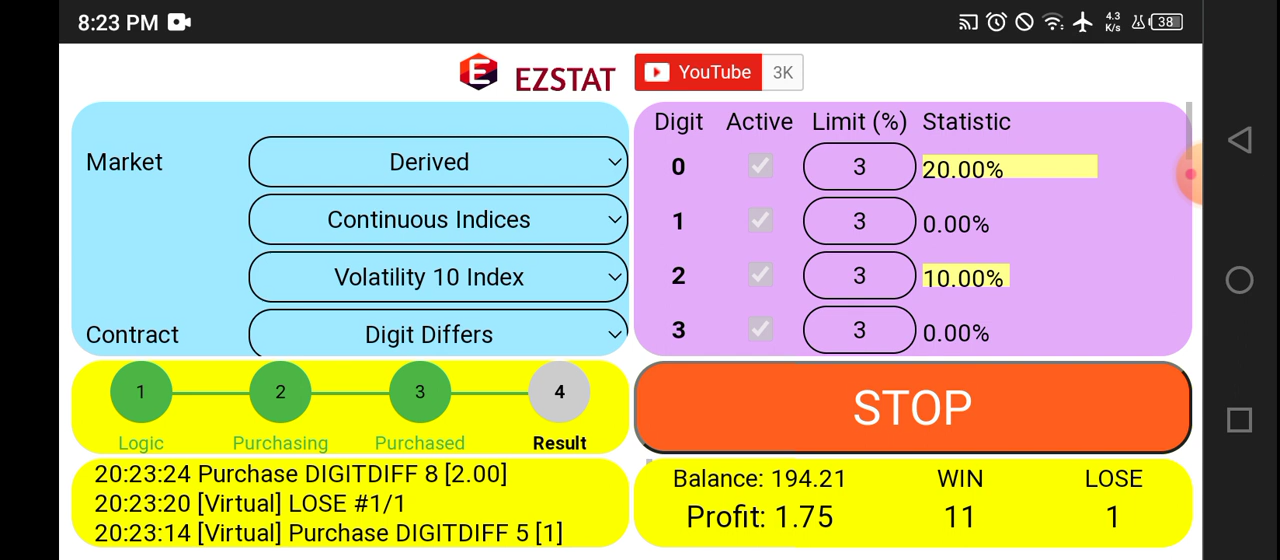 8:23 PM 4.3 K/s 38
E EZSTAT YouTube 3K
Market Derived
Continuous Indices
Volatility 10 Index
Contract Digit Differs
Digit Active Limit (%) Statistic
0 3 20.00%
1 3 0.00%
2 3 10.00%
3 3 0.00%
1 2 3 4
Logic Purchasing Purchased Result
STOP
20:23:24 Purchase DIGITDIFF 8 [2.00]
20:23:20 [Virtual] LOSE #1/1
20:23:14 [Virtual] Purchase DIGITDIFF 5 [1]
Balance: 194.21 WIN LOSE
Profit: 1.75 11 1